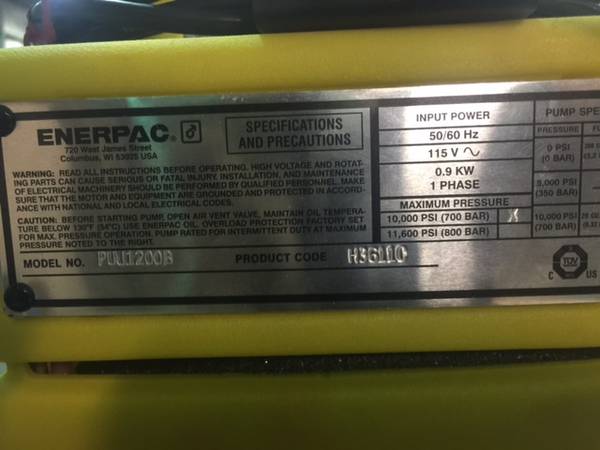 ENERPAC®
720 West James Street
Columbus, WI 53925 USA
SPECIFICATIONS
AND PRECAUTIONS
WARNING: READ ALL INSTRUCTIONS BEFORE OPERATING. HIGH VOLTAGE AND ROTAT-
ING PARTS CAN CAUSE SERIOUS OR FATAL INJURY. INSTALLATION, AND MAINTENANCE
OF ELECTRICAL MACHINERY SHOULD BE PERFORMED BY QUALIFIED PERSONNEL. MAKE
SURE THAT THE MOTOR AND EQUIPMENT ARE GROUNDED AND PROTECTED IN ACCORD-
ANCE WITH NATIONAL AND LOCAL ELECTRICAL CODES.
CAUTION: BEFORE STARTING PUMP, OPEN AIR VENT VALVE, MAINTAIN OIL TEMPERA-
TURE BELOW 130°F (54°C) USE ENERPAC OIL. OVERLOAD PROTECTION FACTORY SET
FOR MAX. PRESSURE OPERATION. PUMP RATED FOR INTERMITTENT DUTY AT MAXIMUM
PRESSURE NOTED TO THE RIGHT.
MODEL NO. PUJ1200B PRODUCT CODE H36110
INPUT POWER
50/60 Hz
115 V
0.9 KW
1 PHASE
MAXIMUM PRESSURE
10,000 PSI (700 BAR) X
11,600 PSI (800 BAR)
PUMP SPE
PRESSURE
0 PSI
(0 BAR)
5,000 PSI
(350 BAR)
10,000 PSI
(700 BAR)
TÜV
C US